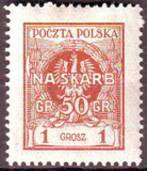 POCZTA POLSKA
NA SKARB
GR. 50 GR.
1 GROSZ 1